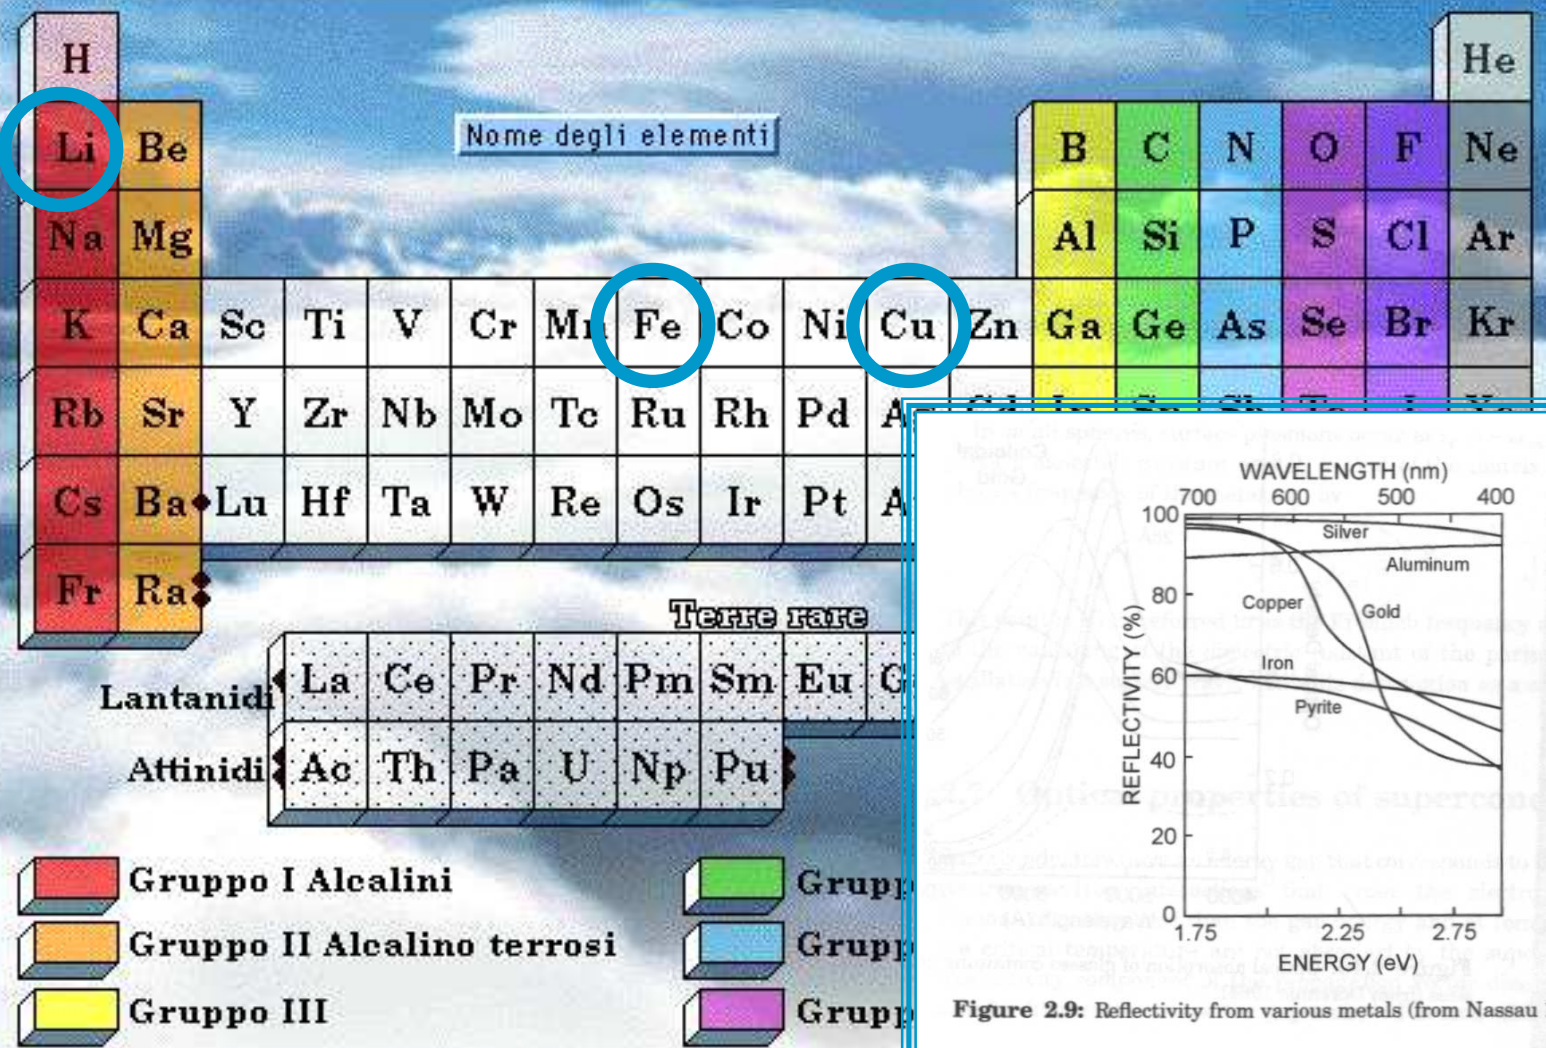 H He
Li Be Nome degli elementi B C N O F Ne
Na Mg Al Si P S Cl Ar
K Ca Sc Ti V Cr Mn Fe Co Ni Cu Zn Ga Ge As Se Br Kr
Rb Sr Y Zr Nb Mo Tc Ru Rh Pd
Cs Ba Lu Hf Ta W Re Os Ir Pt
Fr Ra
Terre rare
Lantanidi La Ce Pr Nd Pm Sm Eu
Attinidi Ac Th Pa U Np Pu
Gruppo I Alcalini
Gruppo II Alcalino terrosi
Gruppo III
WAVELENGTH (nm)
700 600 500 400
100
80
60
40
20
0
REFLECTIVITY (%)
Silver
Aluminum
Copper
Gold
Iron
Pyrite
1.75 2.25 2.75
ENERGY (eV)
Figure 2.9: Reflectivity from various metals (from Nassau